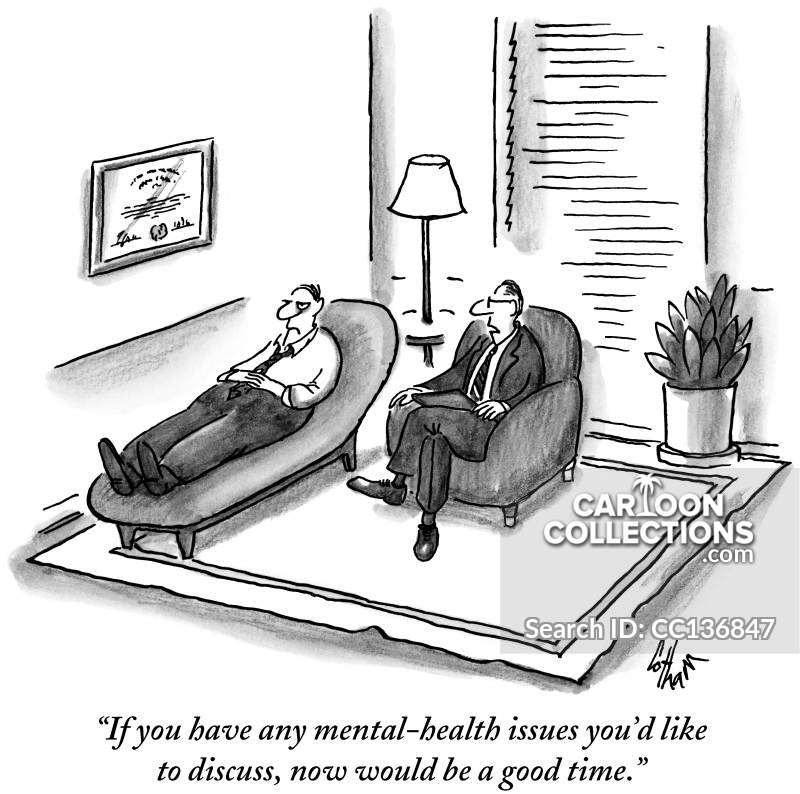 CARTOON
COLLECTIONS
.com
Search ID: CC136847
Cotham
“If you have any mental-health issues you’d like
to discuss, now would be a good time.”